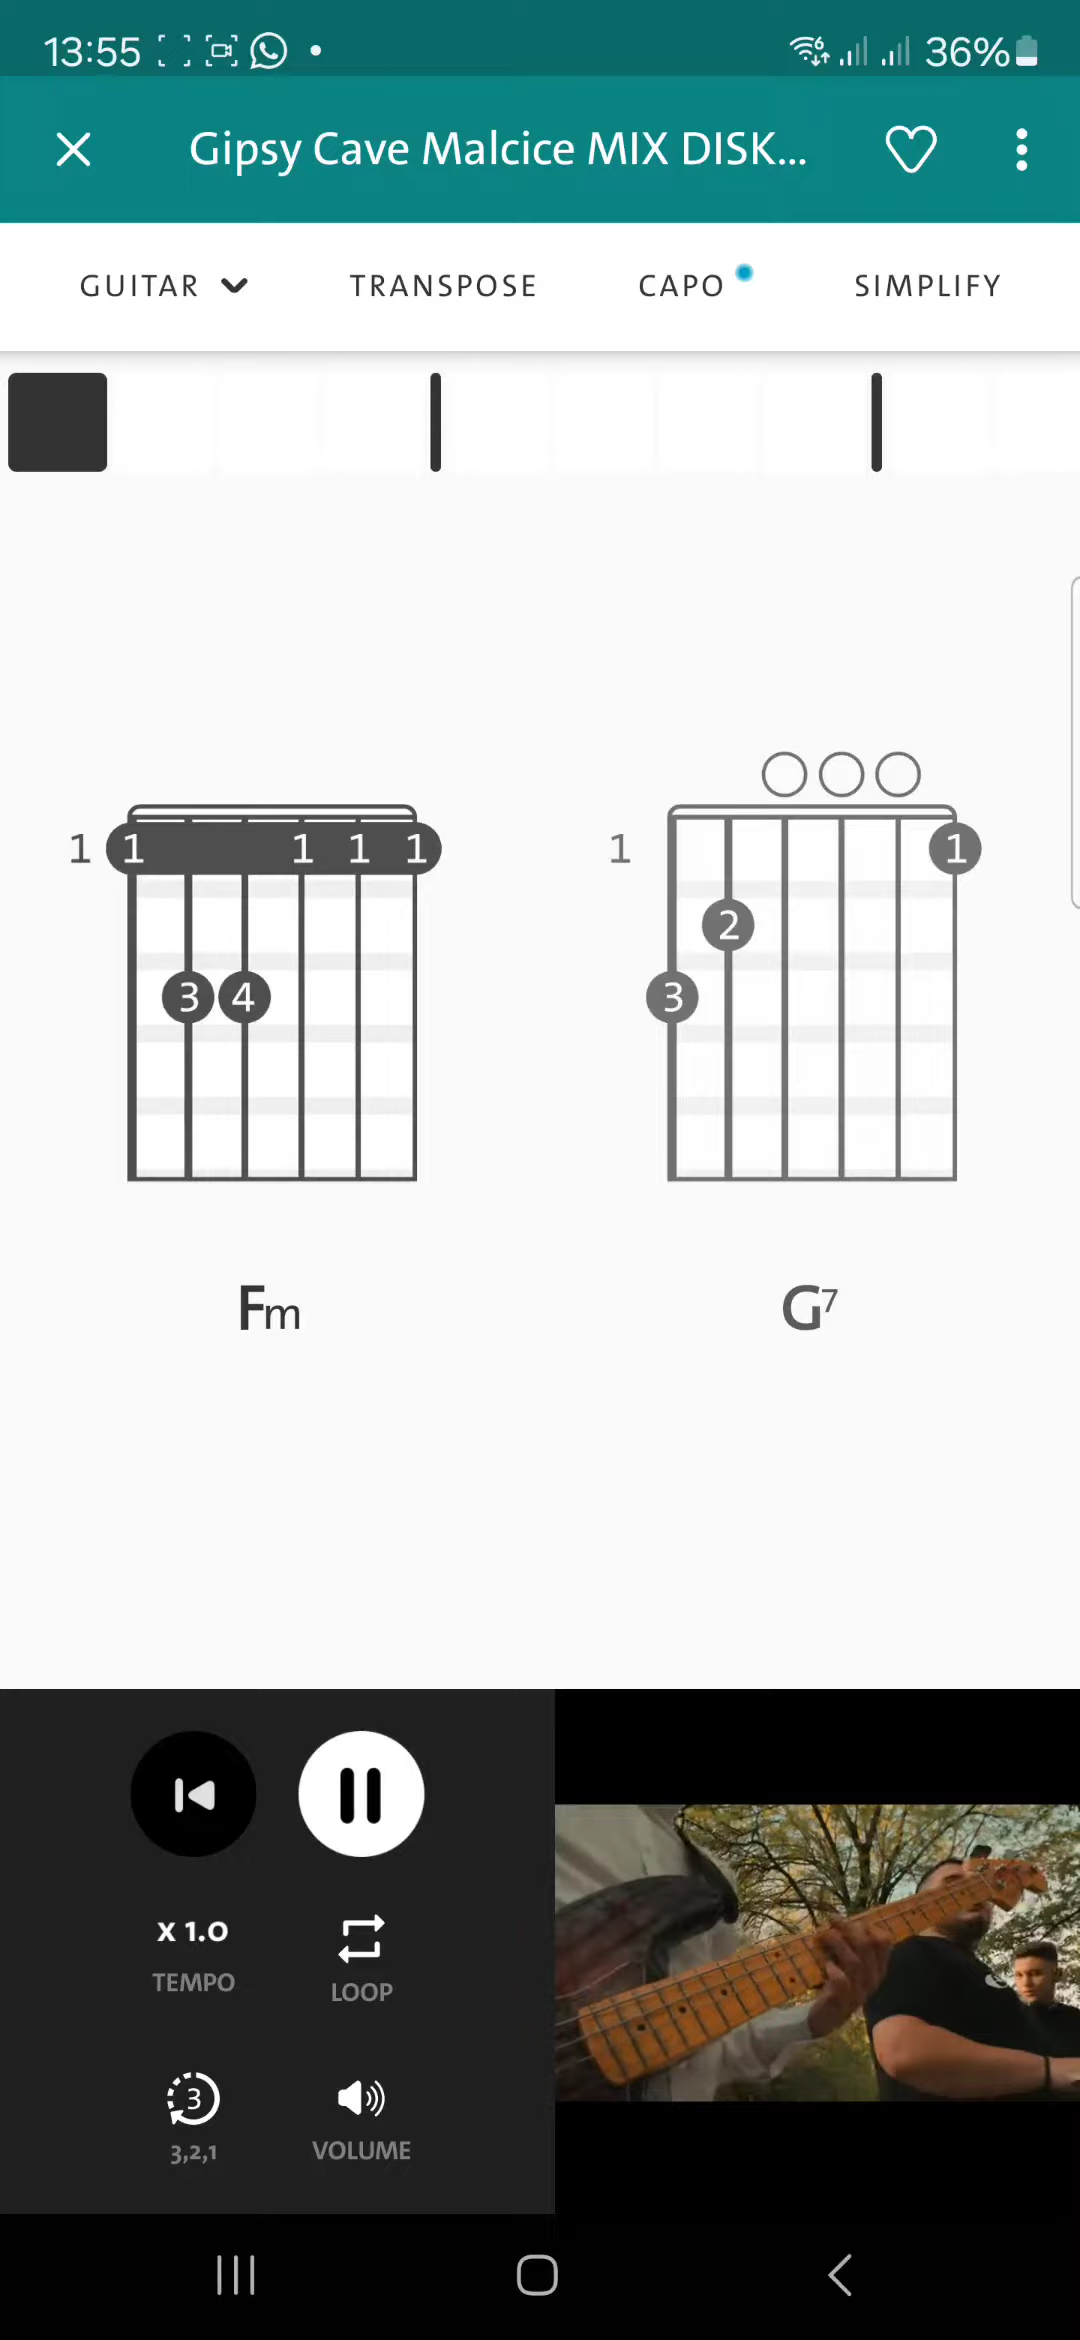 13:55 36%
Gipsy Cave Malcice MIX DISK...
GUITAR TRANSPOSE CAPO SIMPLIFY
1 1 1 1 1
3 4
1 1
2
3
Fm G7
x 1.0
TEMPO LOOP
3
3,2,1 VOLUME